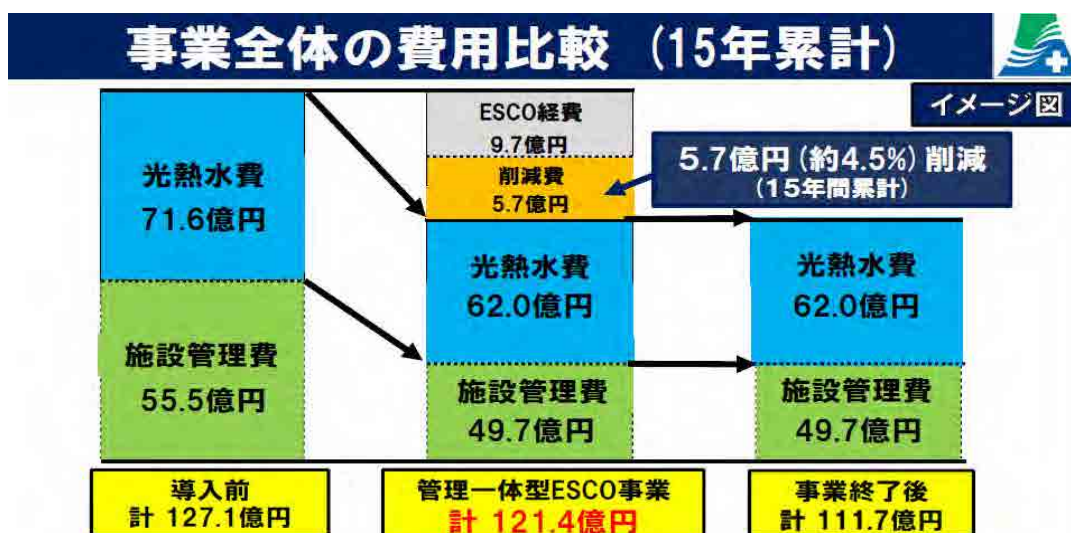 事業全体の費用比較（15年累計）
イメージ図
光熱水費
71.6億円
施設管理費
55.5億円
導入前
計 127.1億円
ESCO経費
9.7億円
削減費
5.7億円
光熱水費
62.0億円
施設管理費
49.7億円
管理一体型ESCO事業
計 121.4億円
5.7億円(約4.5%)削減
(15年間累計)
光熱水費
62.0億円
施設管理費
49.7億円
事業終了後
計 111.7億円